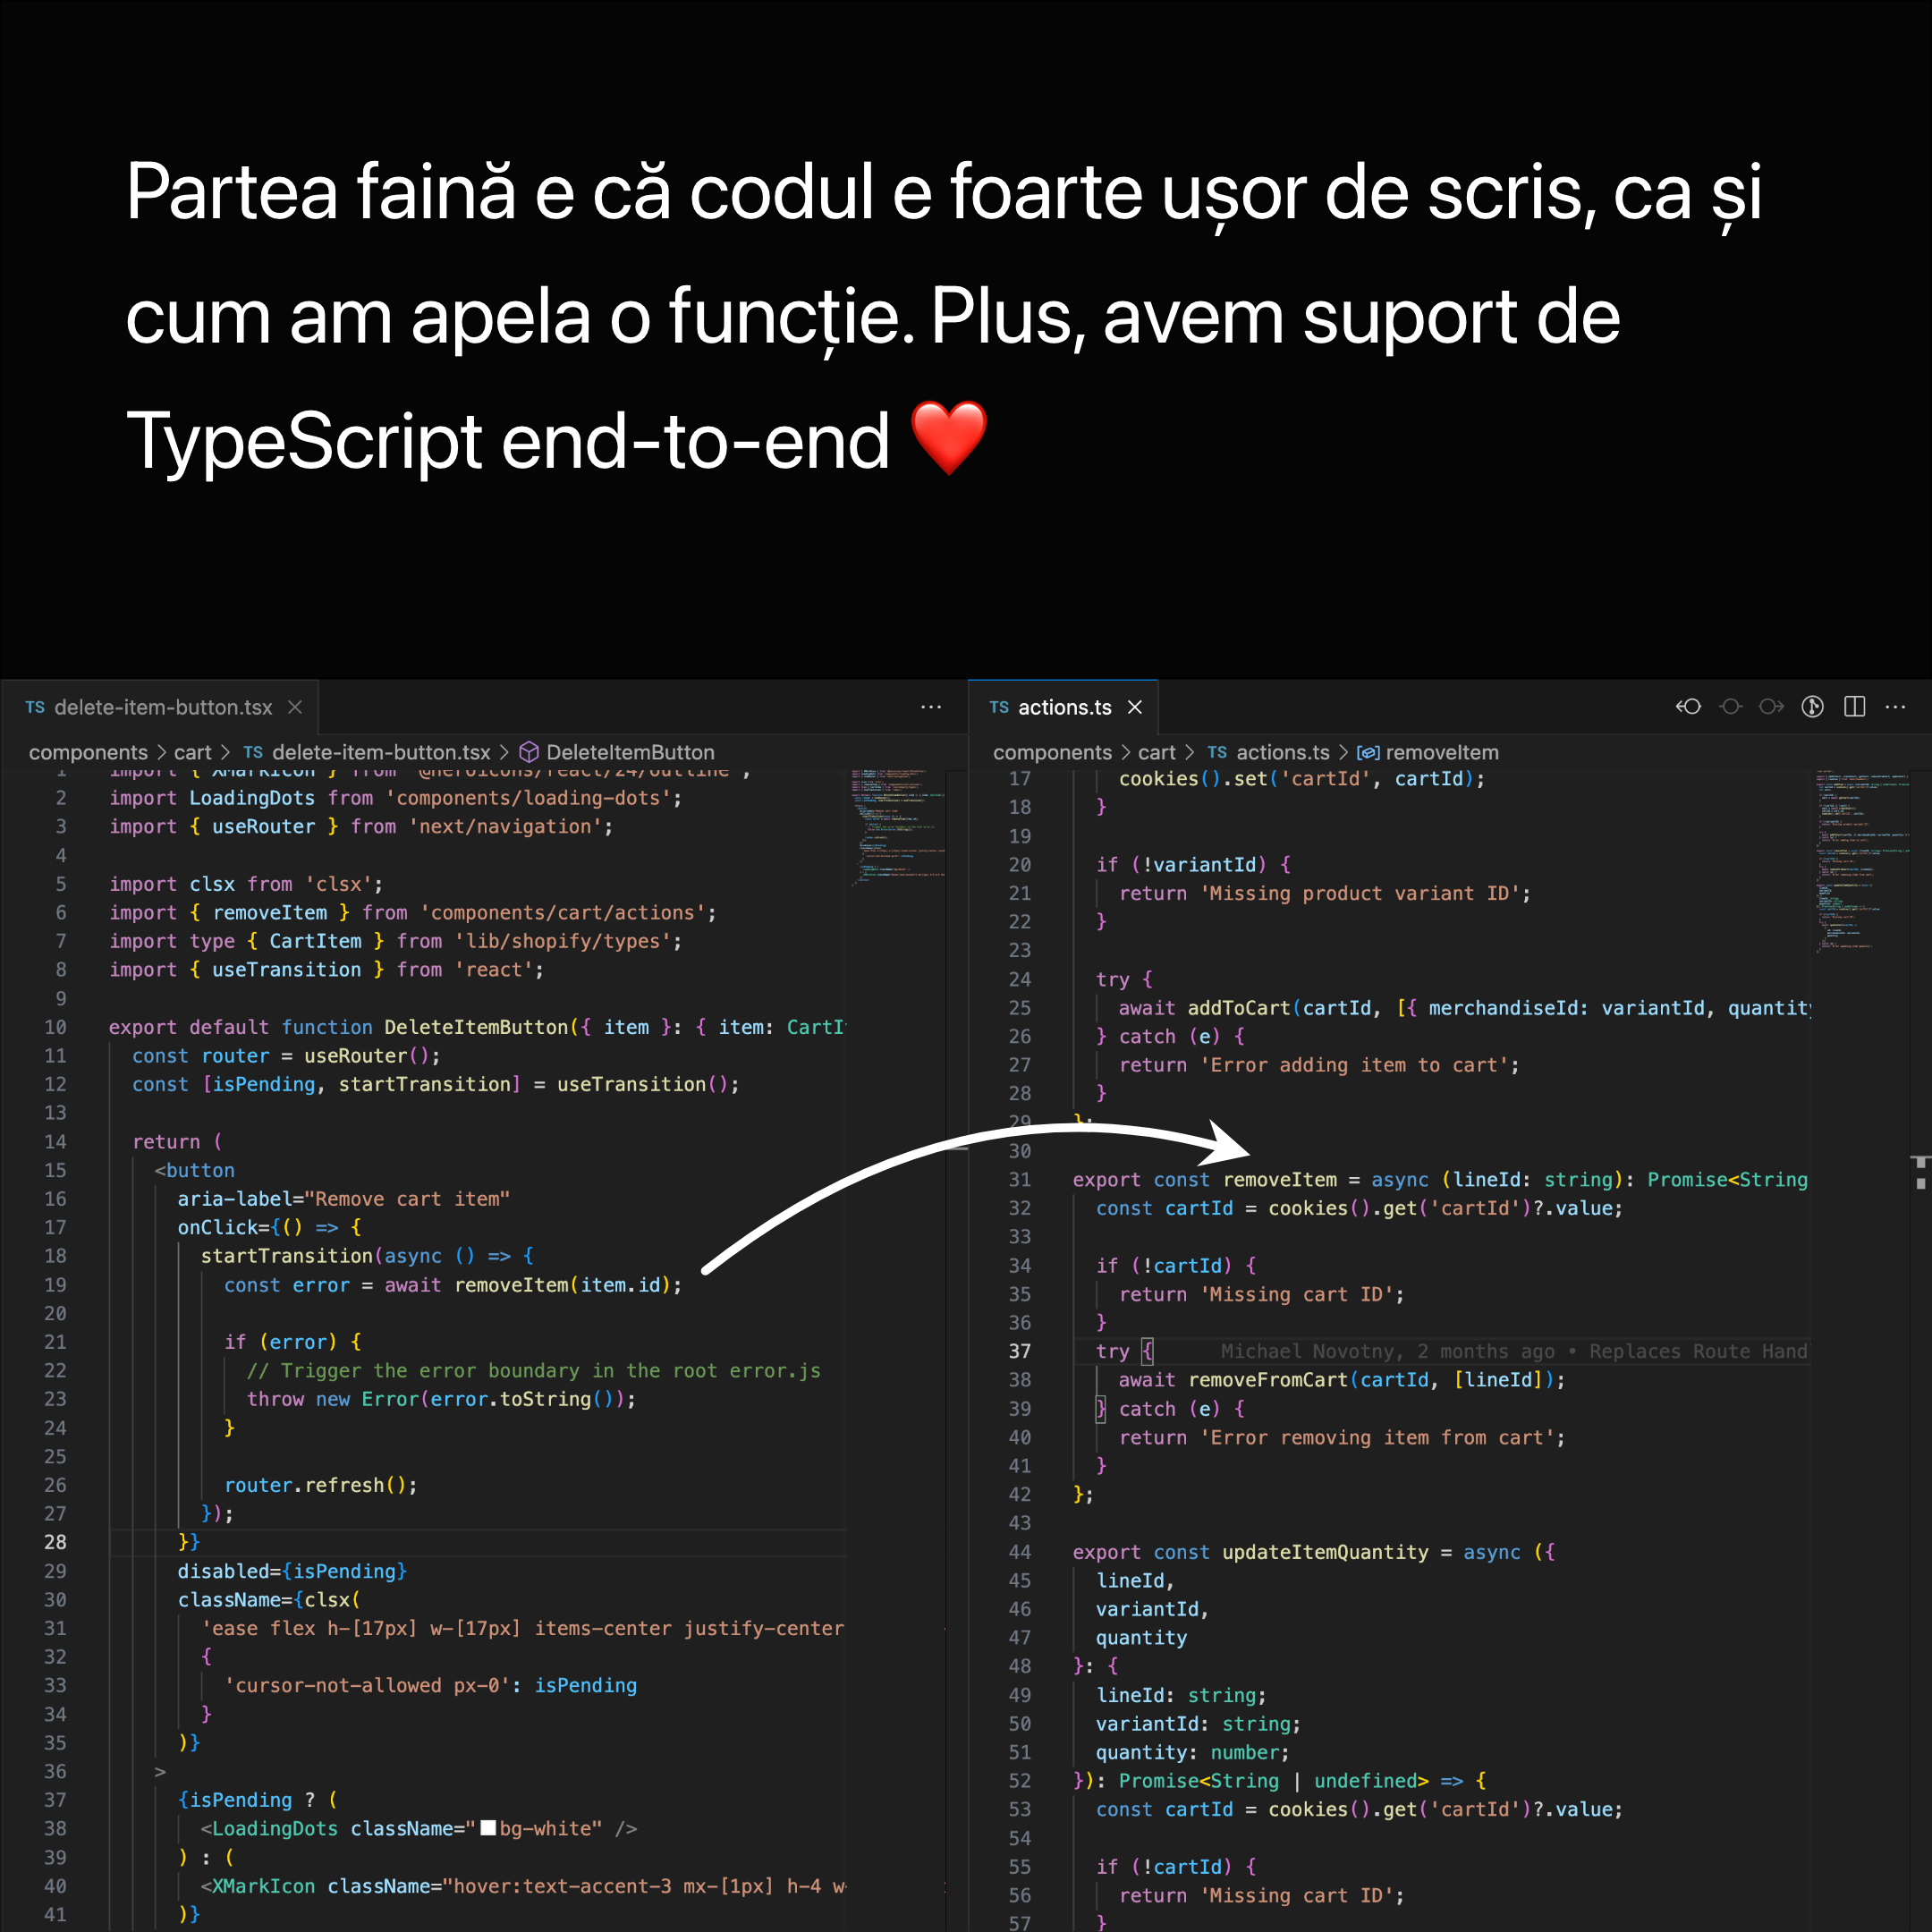 Partea faină e că codul e foarte ușor de scris, ca și
cum am apela o funcție. Plus, avem suport de
TypeScript end-to-end ❤️
TS delete-item-button.tsx
components > cart > TS delete-item-button.tsx > DeleteItemButton
1 import { XMarkIcon } from '@heroicons/react/24/outline';
2 import LoadingDots from 'components/loading-dots';
3 import { useRouter } from 'next/navigation';
4
5 import clsx from 'clsx';
6 import { removeItem } from 'components/cart/actions';
7 import type { CartItem } from 'lib/shopify/types';
8 import { useTransition } from 'react';
9
10 export default function DeleteItemButton({ item }: { item: CartI
11 const router = useRouter();
12 const [isPending, startTransition] = useTransition();
13
14 return (
15 <button
16 aria-label="Remove cart item"
17 onClick={() => {
18 startTransition(async () => {
19 const error = await removeItem(item.id);
20
21 if (error) {
22 // Trigger the error boundary in the root error.js
23 throw new Error(error.toString());
24 }
25
26 router.refresh();
27 });
28 }}
29 disabled={isPending}
30 className={clsx(
31 'ease flex h-[17px] w-[17px] items-center justify-center
32 {
33 'cursor-not-allowed px-0': isPending
34 }
35 )}
36 >
37 {isPending ? (
38 <LoadingDots className="bg-white" />
39 ) : (
40 <XMarkIcon className="hover:text-accent-3 mx-[1px] h-4 w-
41 )}
TS actions.ts
components > cart > TS actions.ts > removeItem
17 cookies().set('cartId', cartId);
18 }
19
20 if (!variantId) {
21 return 'Missing product variant ID';
22 }
23
24 try {
25 await addToCart(cartId, [{ merchandiseId: variantId, quantity
26 } catch (e) {
27 return 'Error adding item to cart';
28 }
29 };
30
31 export const removeItem = async (lineId: string): Promise<String
32 const cartId = cookies().get('cartId')?.value;
33
34 if (!cartId) {
35 return 'Missing cart ID';
36 }
37 try { Michael Novotny, 2 months ago • Replaces Route Hand
38 await removeFromCart(cartId, [lineId]);
39 } catch (e) {
40 return 'Error removing item from cart';
41 }
42 };
43
44 export const updateItemQuantity = async ({
45 lineId,
46 variantId,
47 quantity
48 }: {
49 lineId: string;
50 variantId: string;
51 quantity: number;
52 }): Promise<String | undefined> => {
53 const cartId = cookies().get('cartId')?.value;
54
55 if (!cartId) {
56 return 'Missing cart ID';
57 }